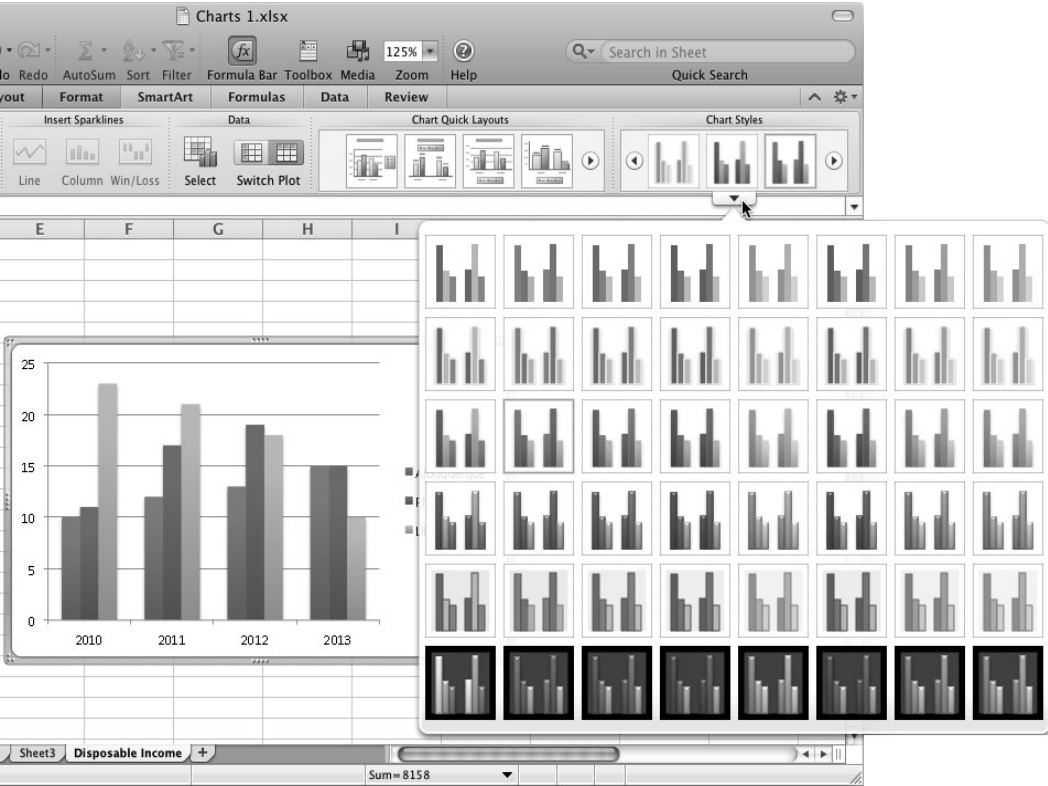 Charts 1.xlsx
125%
Search in Sheet
Redo AutoSum Sort Filter Formula Bar Toolbox Media Zoom Help Quick Search
Format SmartArt Formulas Data Review
Insert Sparklines Data Chart Quick Layouts Chart Styles
Line Column Win/Loss Select Switch Plot
E F G H I
25
20
15
10
5
0
2010 2011 2012 2013
Albuquerque
Sheet3 Disposable Income +
Sum=8158